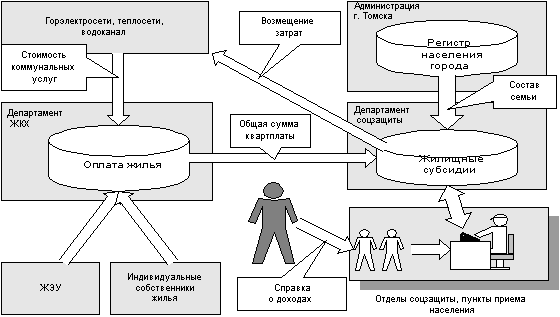 Горэлектросети, теплосети,
водоканал
Возмещение
затрат
Администрация
г. Томска
Регистр
населения
города
Стоимость
коммунальных
услуг
Состав
семьи
Департамент
ЖКХ
Общая сумма
квартплаты
Департамент
соцзащиты
Оплата жилья
Жилищные
субсидии
ЖЭУ
Индивидуальные
собственники
жилья
Справка
о доходах
Отделы соцзащиты, пункты приема
населения